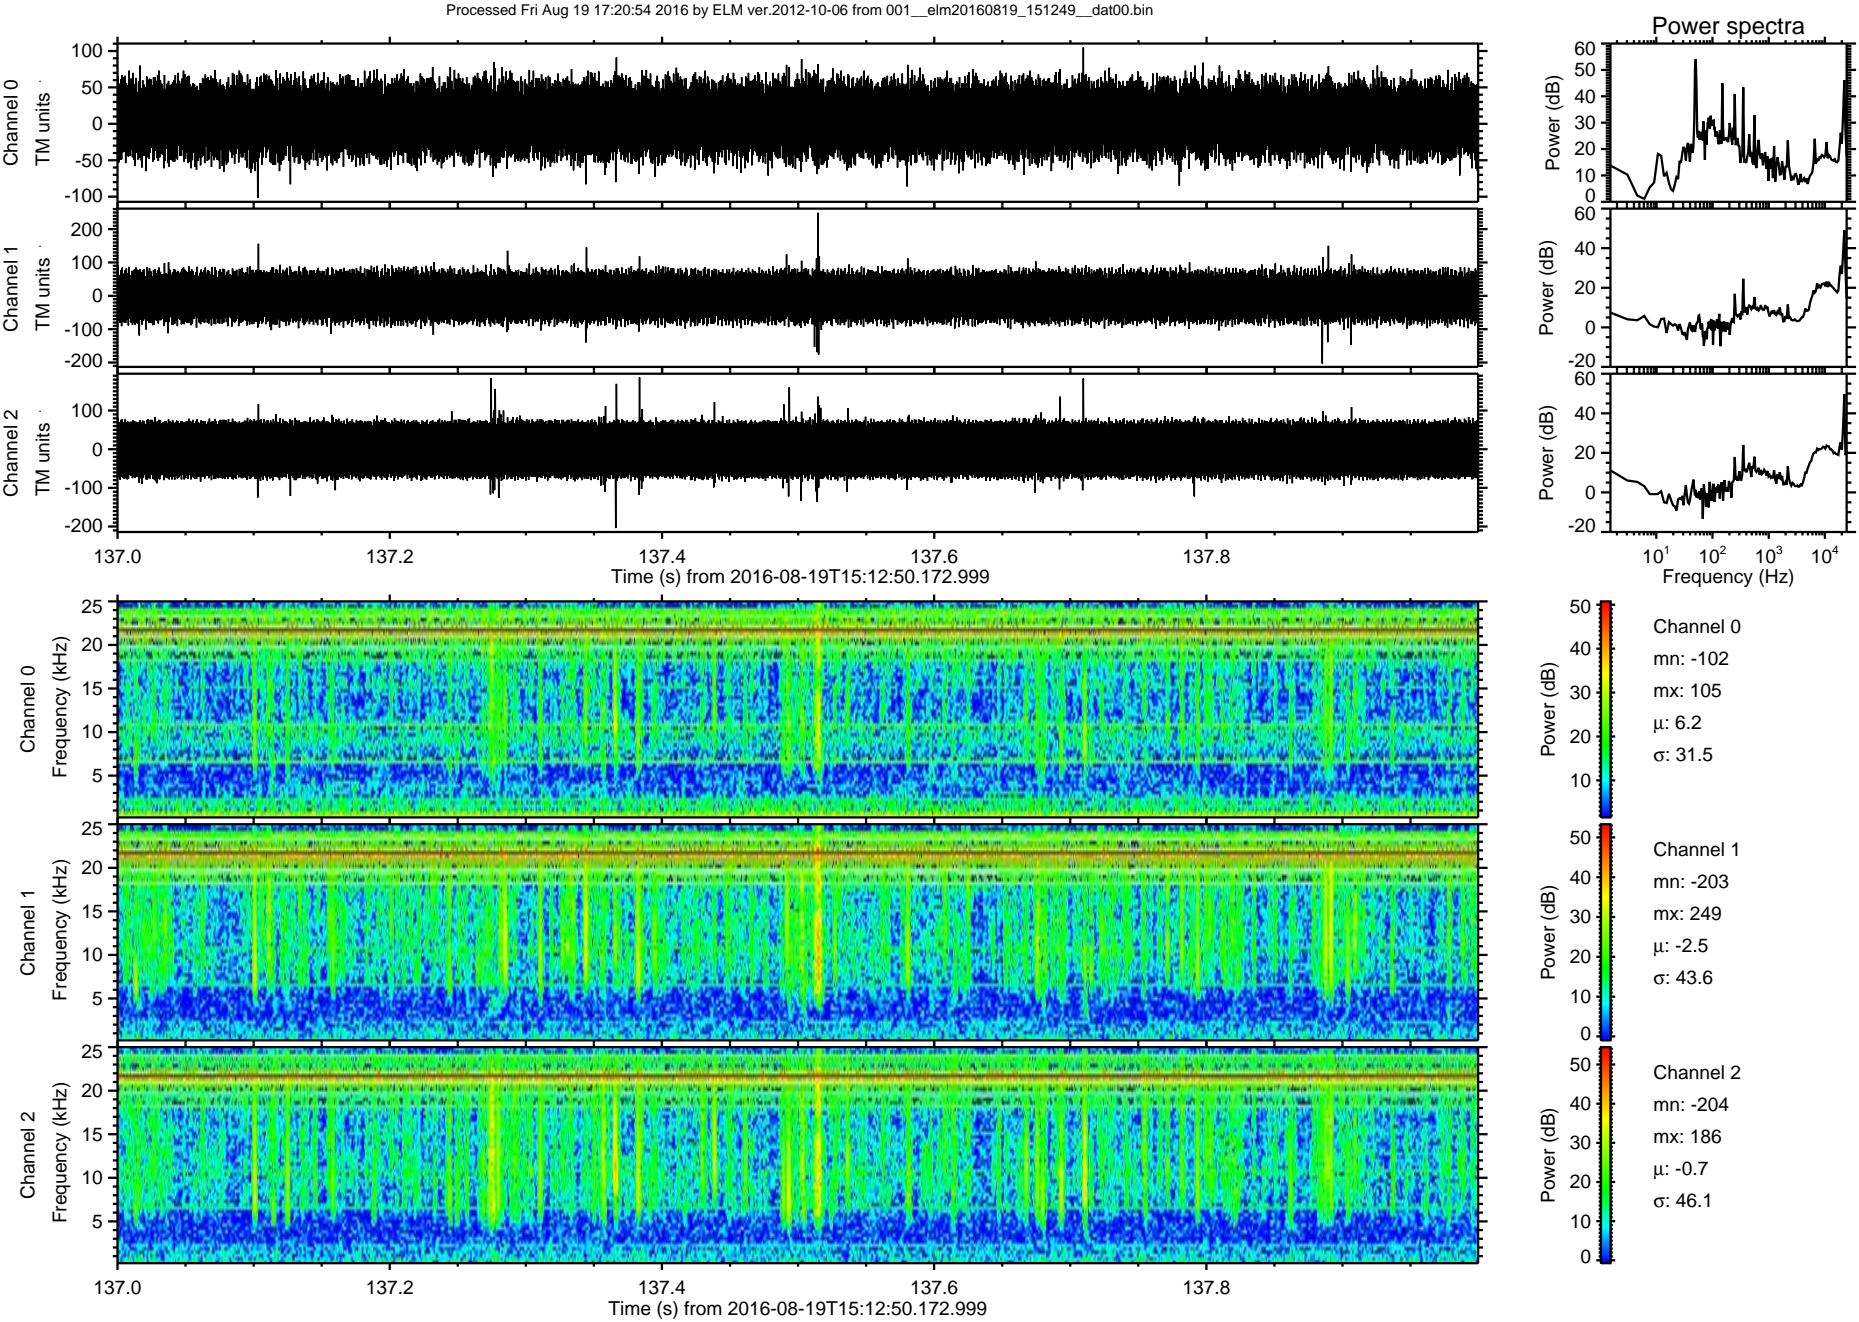 Processed Fri Aug 19 17:20:54 2016 by ELM ver.2012-10-06 from 001__elm20160819_151249__dat00.bin
Power spectra
Channel 0
TM units
100
50
0
-50
-100
Power (dB)
60
50
40
30
20
10
0
Channel 1
TM units
200
100
0
-100
-200
Power (dB)
60
40
20
0
-20
Channel 2
TM units
100
0
-100
-200
Power (dB)
60
40
20
0
-20
137.0 137.2 137.4 137.6 137.8
Time (s) from 2016-08-19T15:12:50.172.999
10¹ 10² 10³ 10⁴
Frequency (Hz)
Channel 0
Frequency (kHz)
25
20
15
10
5
Power (dB)
50
40
30
20
10
Channel 0
mn: -102
mx: 105
μ: 6.2
σ: 31.5
Channel 1
Frequency (kHz)
25
20
15
10
5
Power (dB)
50
40
30
20
10
0
Channel 1
mn: -203
mx: 249
μ: -2.5
σ: 43.6
Channel 2
Frequency (kHz)
25
20
15
10
5
Power (dB)
50
40
30
20
10
0
Channel 2
mn: -204
mx: 186
μ: -0.7
σ: 46.1
137.0 137.2 137.4 137.6 137.8
Time (s) from 2016-08-19T15:12:50.172.999